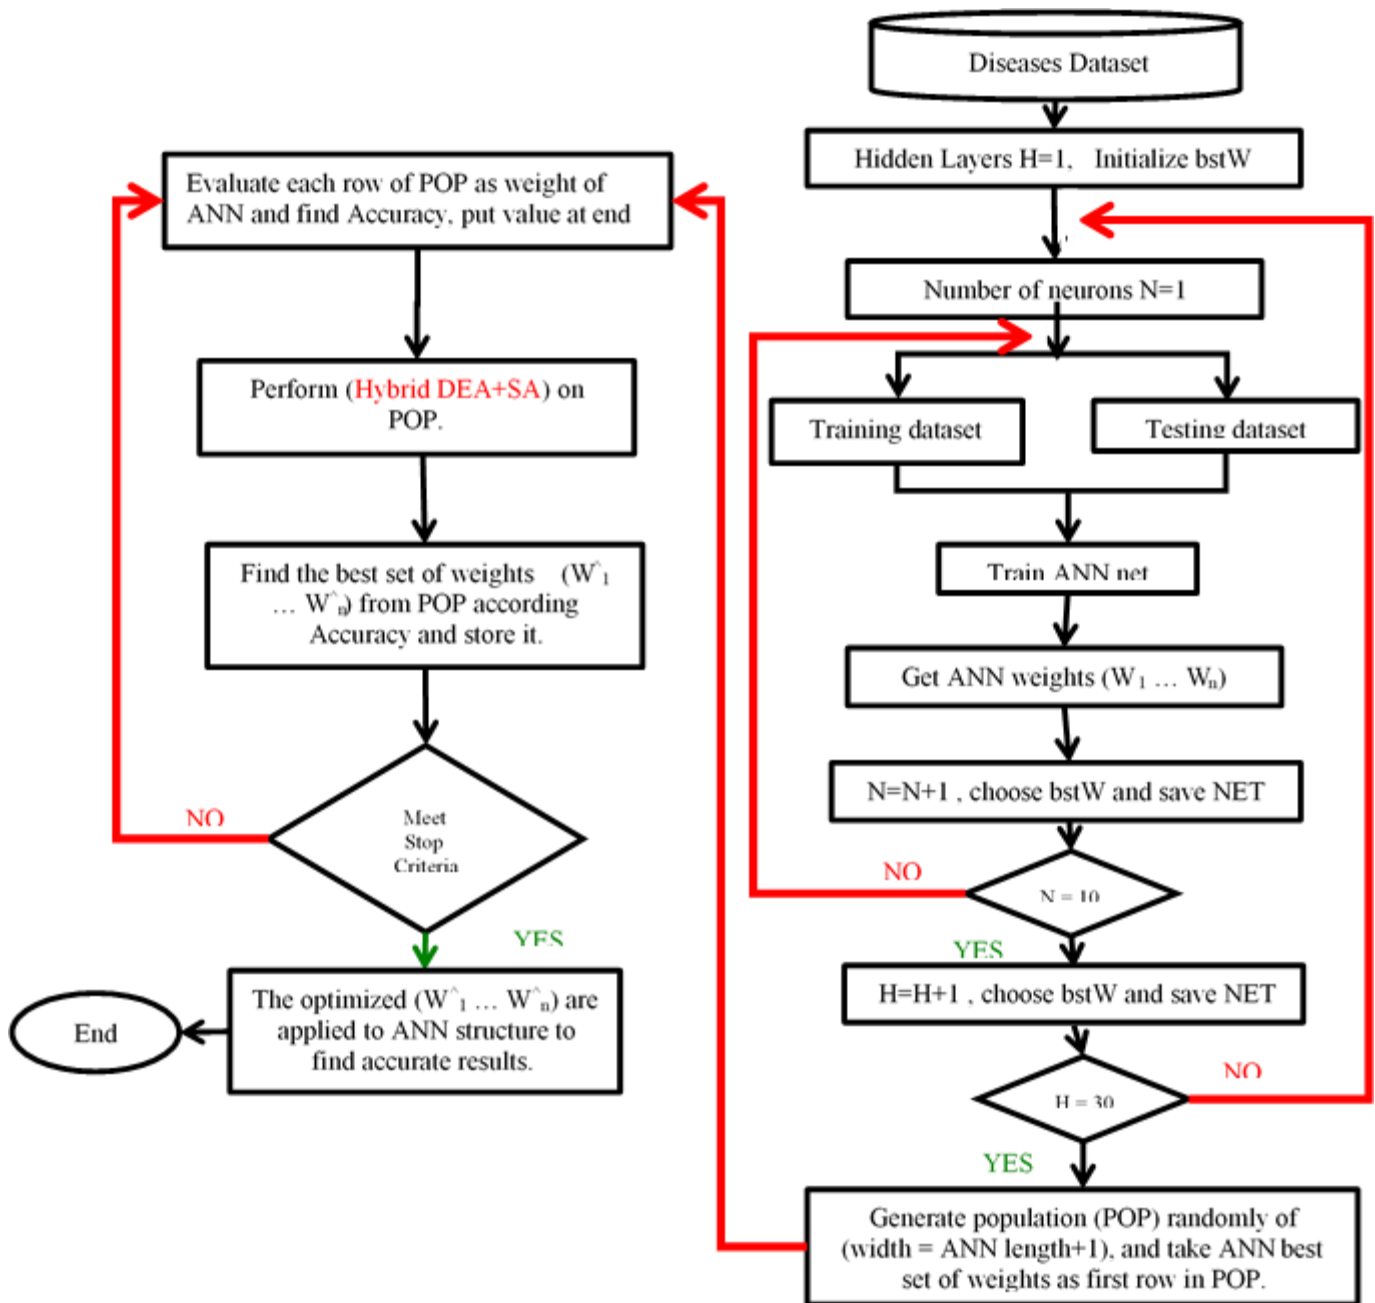 Diseases Dataset
Hidden Layers H=1, Initialize bstW
Number of neurons N=1
Training dataset
Testing dataset
Train ANN net
Get ANN weights (W₁ … Wₙ)
N=N+1 , choose bstW and save NET
N = 10
NO
YES
H=H+1 , choose bstW and save NET
H = 30
NO
YES
Generate population (POP) randomly of
(width = ANN length+1), and take ANN best
set of weights as first row in POP.
Evaluate each row of POP as weight of
ANN and find Accuracy, put value at end
Perform (Hybrid DEA+SA) on
POP.
Find the best set of weights (W^₁
… W^ₙ) from POP according
Accuracy and store it.
Meet
Stop
Criteria
NO
YES
The optimized (W^₁ … W^ₙ) are
applied to ANN structure to
find accurate results.
End